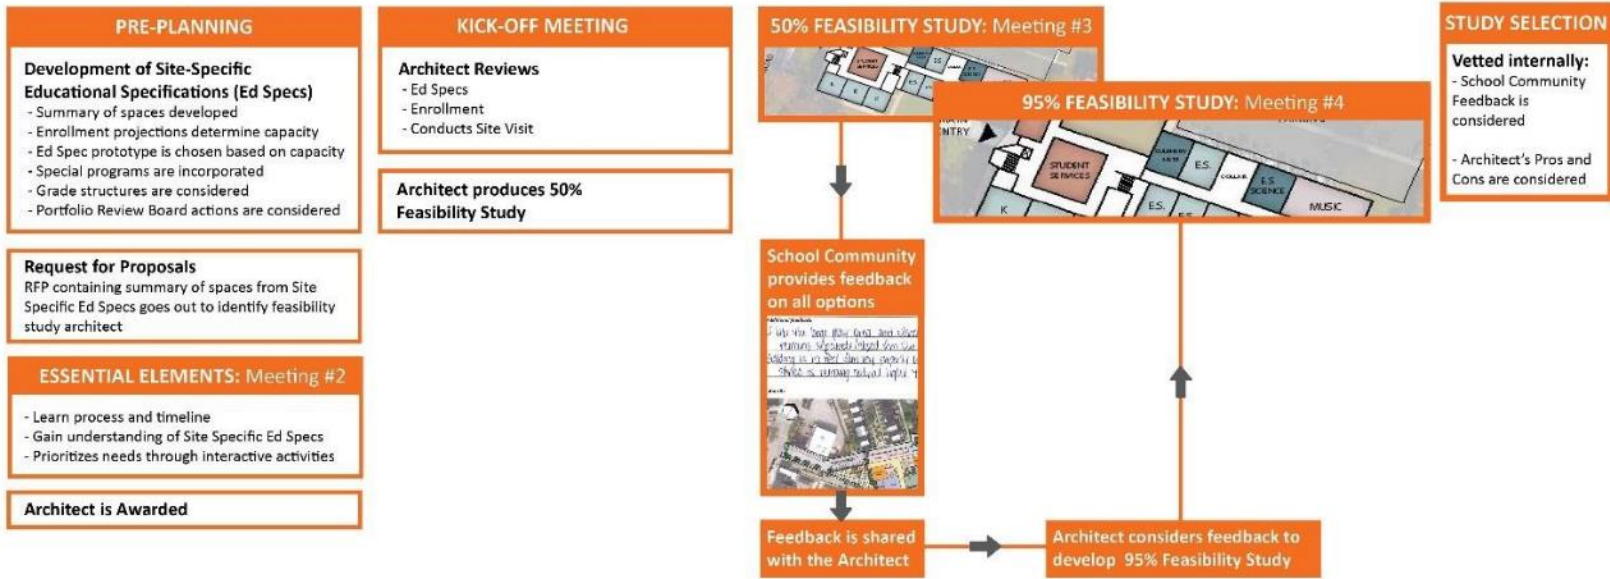 PRE-PLANNING
Development of Site-Specific
Educational Specifications (Ed Specs)
- Summary of spaces developed
- Enrollment projections determine capacity
- Ed Spec prototype is chosen based on capacity
- Special programs are incorporated
- Grade structures are considered
- Portfolio Review Board actions are considered
Request for Proposals
RFP containing summary of spaces from Site
Specific Ed Specs goes out to identify feasibility
study architect
ESSENTIAL ELEMENTS: Meeting #2
- Learn process and timeline
- Gain understanding of Site Specific Ed Specs
- Prioritizes needs through interactive activities
Architect is Awarded
KICK-OFF MEETING
Architect Reviews
- Ed Specs
- Enrollment
- Conducts Site Visit
Architect produces 50%
Feasibility Study
50% FEASIBILITY STUDY: Meeting #3
STUDENT
SERVICES
E.S.
School Community
provides feedback
on all options
Feedback is shared
with the Architect
Architect considers feedback to
develop 95% Feasibility Study
95% FEASIBILITY STUDY: Meeting #4
STUDENT
SERVICES
K
E.S.
E.S.
E.S.
SCIENCE
MUSIC
STUDY SELECTION
Vetted internally:
- School Community
Feedback is
considered
- Architect's Pros and
Cons are considered